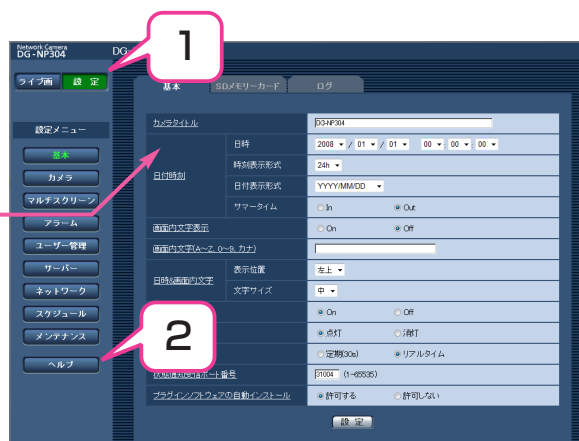 Network Camera
DG-NP304
DG-
1
ライブ画 設 定
基本 SDメモリーカード ログ
設定メニュー
基本
カメラ
マルチスクリーン
アラーム
ユーザー管理
サーバー
ネットワーク
スケジュール
メンテナンス
ヘルプ
カメラタイトル DG-NP304
日付時刻
日時 2008 / 01 / 01 00 : 00 : 00
時刻表示形式 24h
日付表示形式 YYYY/MM/DD
サマータイム In Out
画面内文字表示 On Off
画面内文字(A~Z, 0~9, カナ)
日時&画面内文字
表示位置 左上
文字サイズ 中
On Off
点灯 消灯
定期(30s) リアルタイム
2
号 31004 (1-65535)
プラグインソフトウェアの自動インストール 許可する 許可しない
設 定